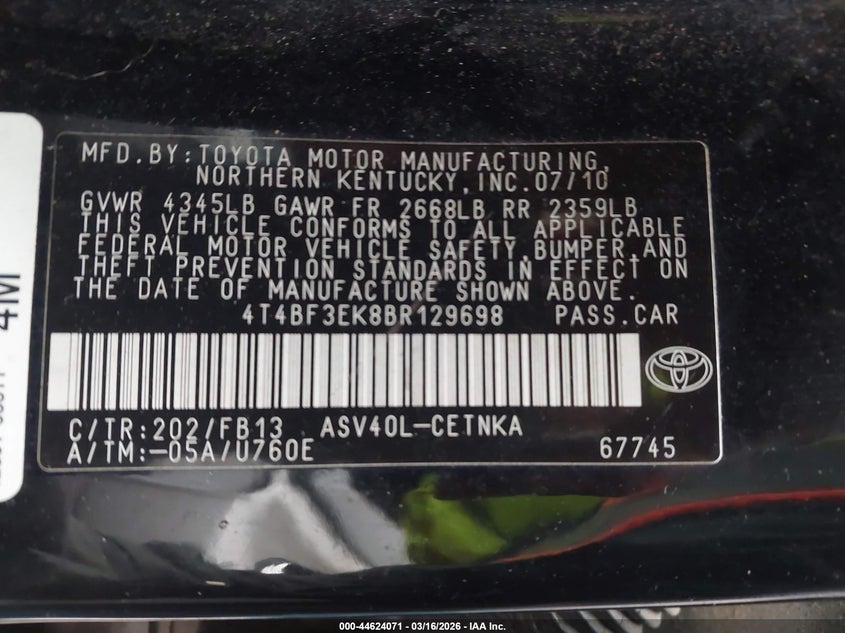 MFD.BY:TOYOTA MOTOR MANUFACTURING,
NORTHERN KENTUCKY,INC.07/10
GVWR 4345LB GAWR FR 2668LB RR 2359LB
THIS VEHICLE CONFORMS TO ALL APPLICABLE
FEDERAL MOTOR VEHICLE SAFETY,BUMPER,AND
THEFT PREVENTION STANDARDS IN EFFECT ON
THE DATE OF MANUFACTURE SHOWN ABOVE.
4T4BF3EK8BR129698 PASS.CAR
C/TR:202/FB13 ASV40L-CETNKA
A/TM:-05A/U760E 67745
4M
000-44624071 - 03/16/2026 - IAA Inc.